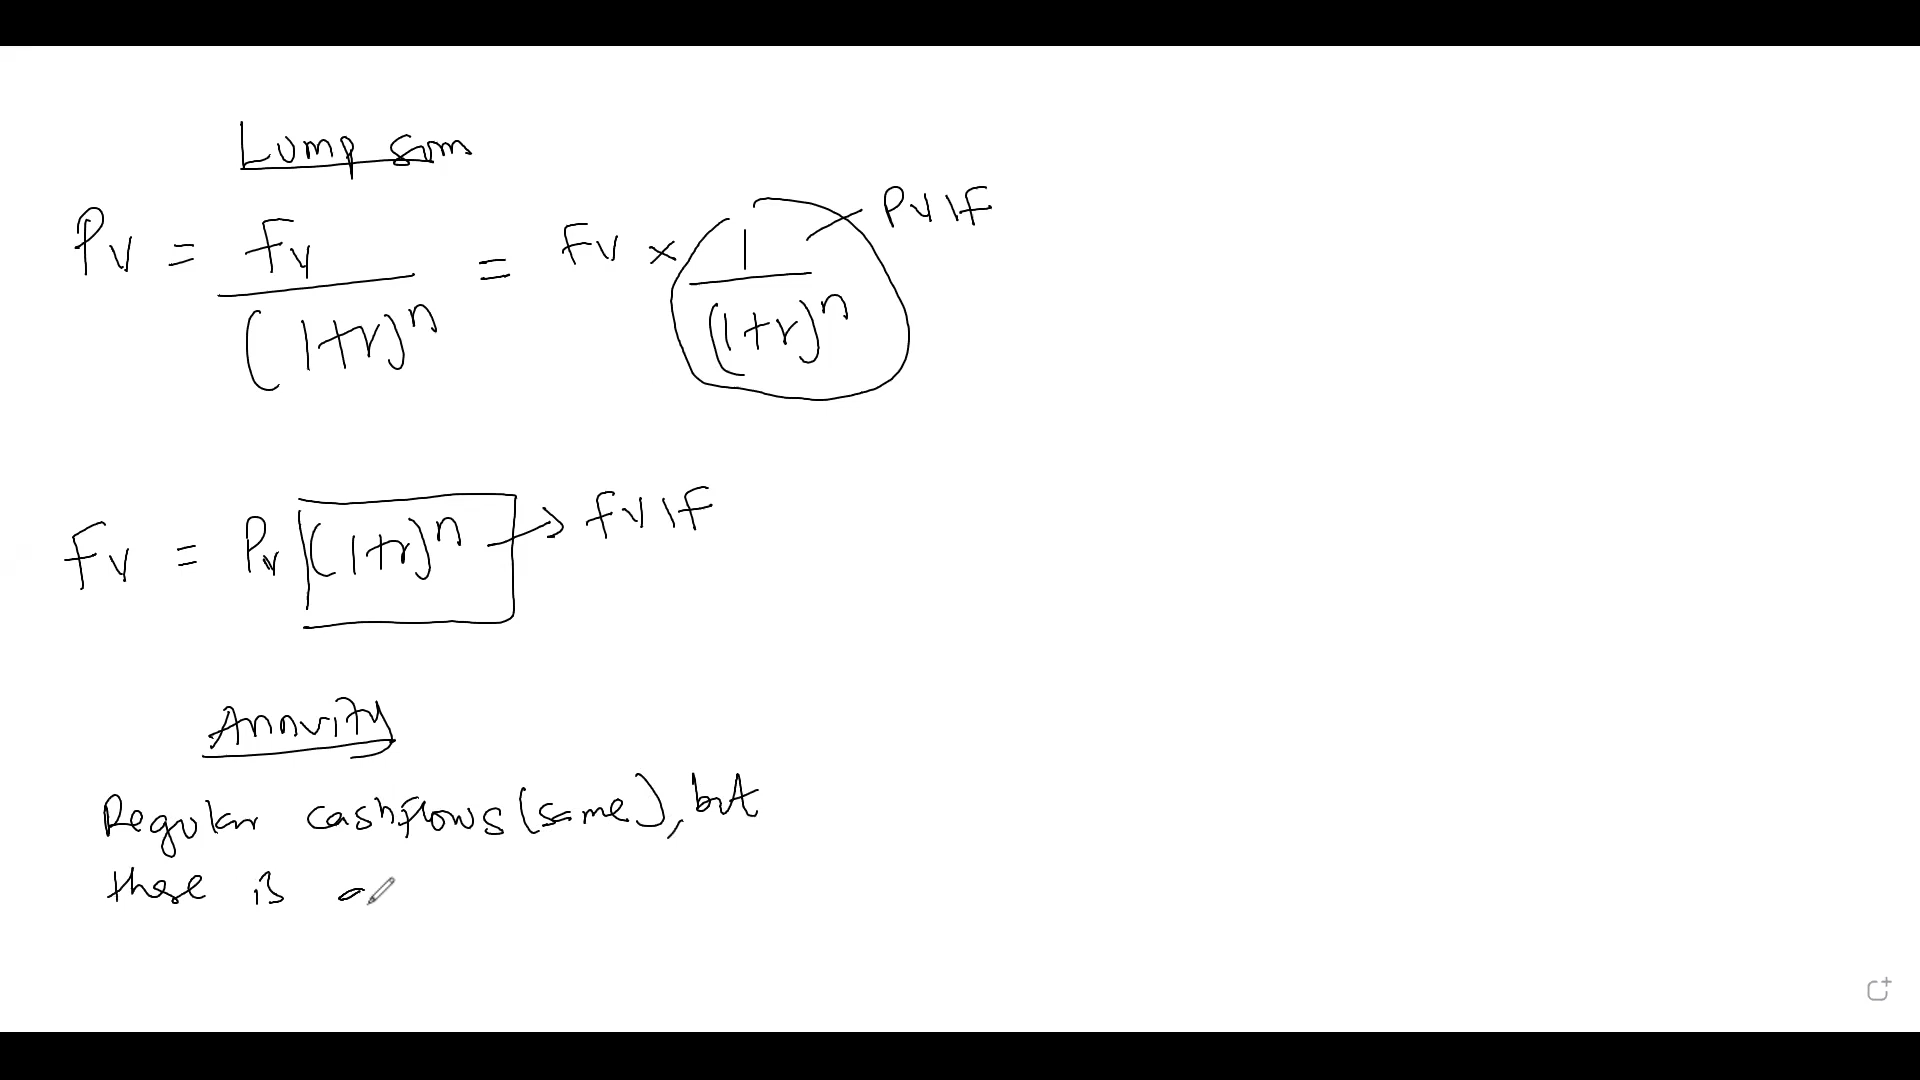 Lump sum
PV = FV / (1+r)^n = FV × 1 / (1+r)^n PVIF
FV = PV (1+r)^n → FVIF
Annuity
Regular cashflows (same), but
there is a